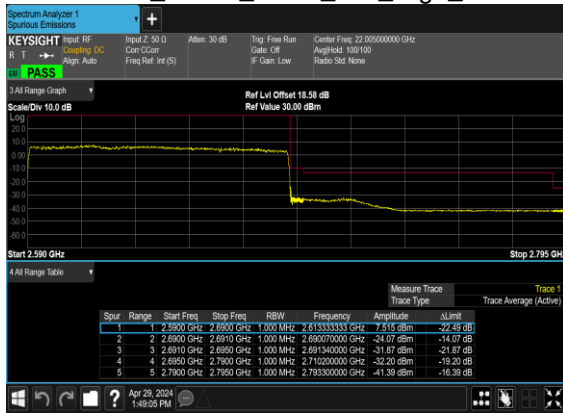 Spectrum Analyzer 1
Spurious Emissions
+
KEYSIGHT Input: RF Input Z: 50 Ω Atten: 30 dB Trig: Free Run Center Freq: 22.005000000 GHz
R T Coupling: DC Corr CCorr Gate: Off Avg|Hold: 100/100
Align: Auto Freq Ref: Int (S) IF Gain: Low Radio Std: None
PASS
3 All Range Graph
Ref Lvl Offset 18.58 dB
Scale/Div 10.0 dB Ref Value 30.00 dBm
Log
20.0
10.0
0.00
-10.0
-20.0
-30.0
-40.0
-50.0
-60.0
Start 2.590 GHz Stop 2.795 GH
4 All Range Table
Measure Trace Trace 1
Trace Type Trace Average (Active)
Spur Range Start Freq Stop Freq RBW Frequency Amplitude ΔLimit
1 1 2.5900 GHz 2.6900 GHz 1.000 MHz 2.613333333 GHz 7.515 dBm -22.49 dB
2 2 2.6900 GHz 2.6910 GHz 1.000 MHz 2.690070000 GHz -24.07 dBm -14.07 dB
3 3 2.6910 GHz 2.6950 GHz 1.000 MHz 2.691340000 GHz -31.87 dBm -21.87 dB
4 4 2.6950 GHz 2.7900 GHz 1.000 MHz 2.710200000 GHz -32.20 dBm -19.20 dB
5 5 2.7900 GHz 2.7950 GHz 1.000 MHz 2.793300000 GHz -41.39 dBm -16.39 dB
? Apr 29, 2024
1:49:05 PM